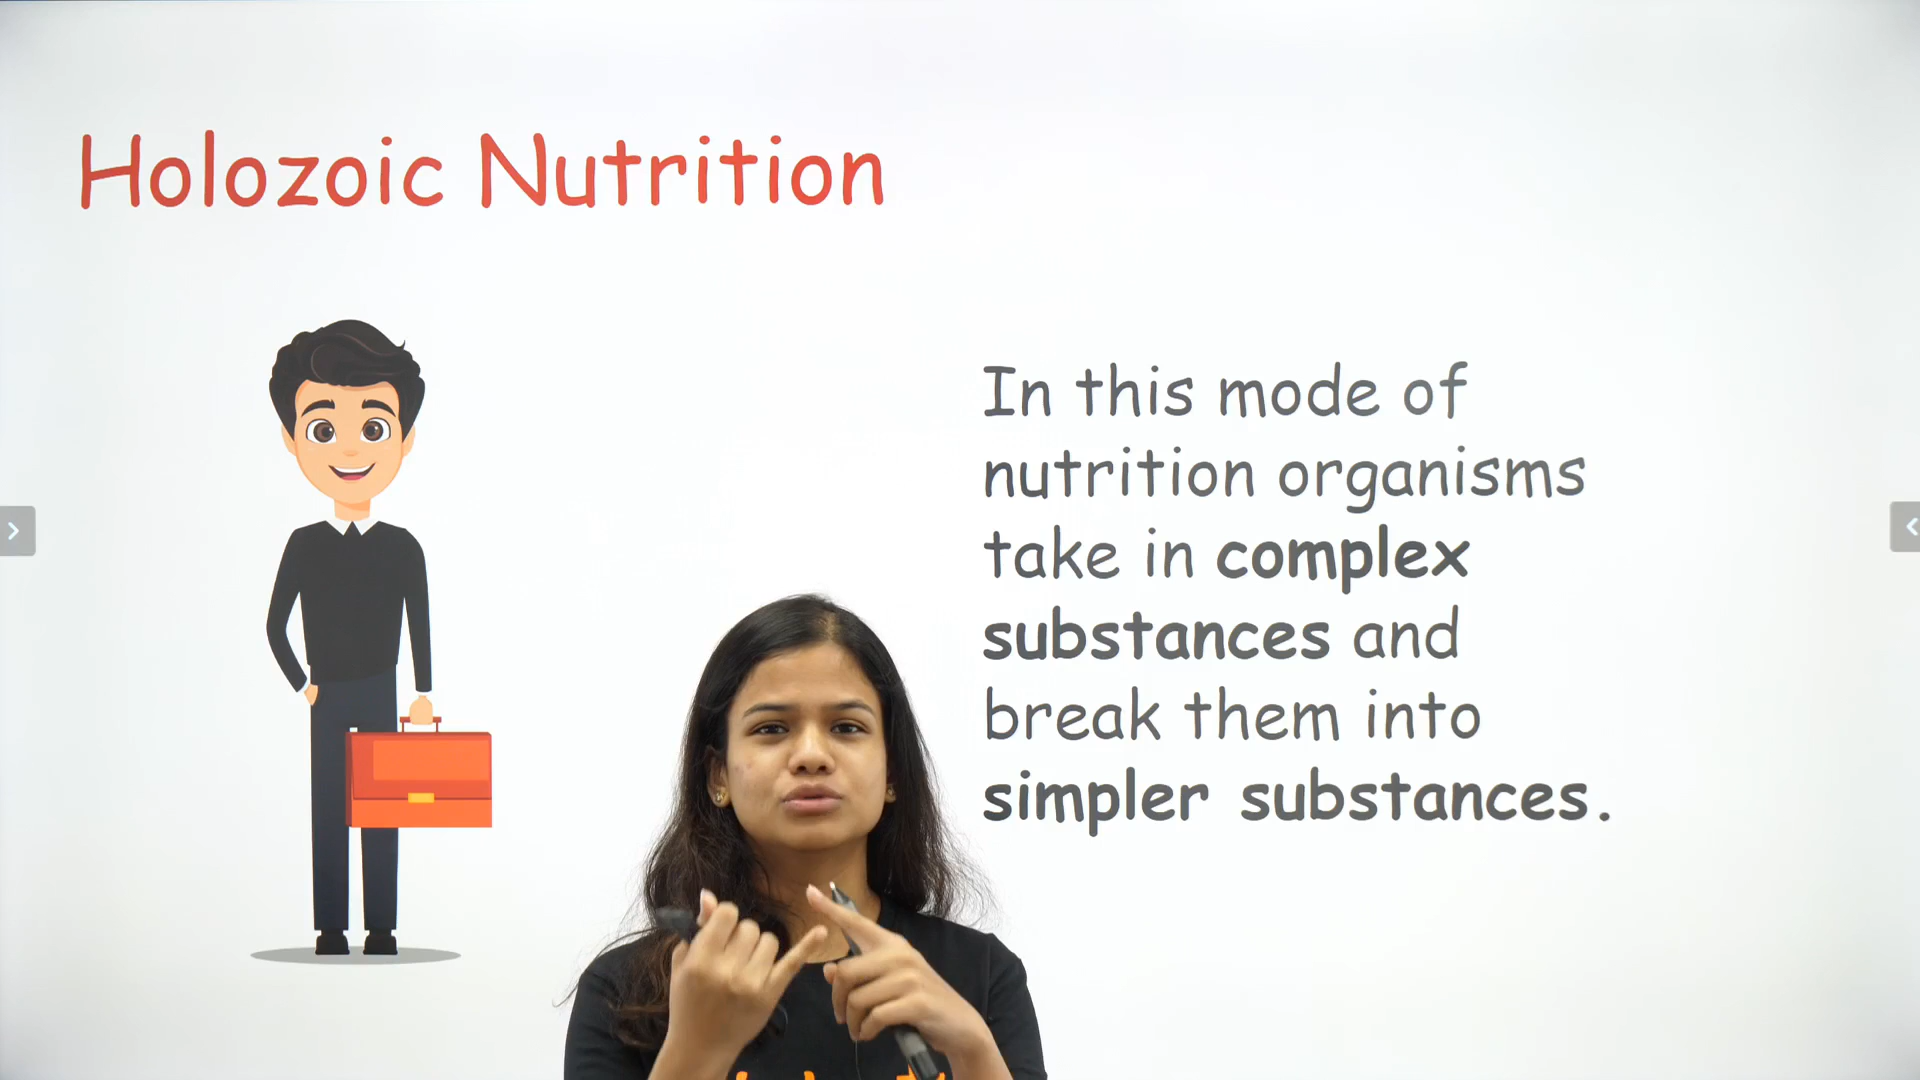 Holozoic Nutrition
In this mode of
nutrition organisms
take in complex
substances and
break them into
simpler substances.